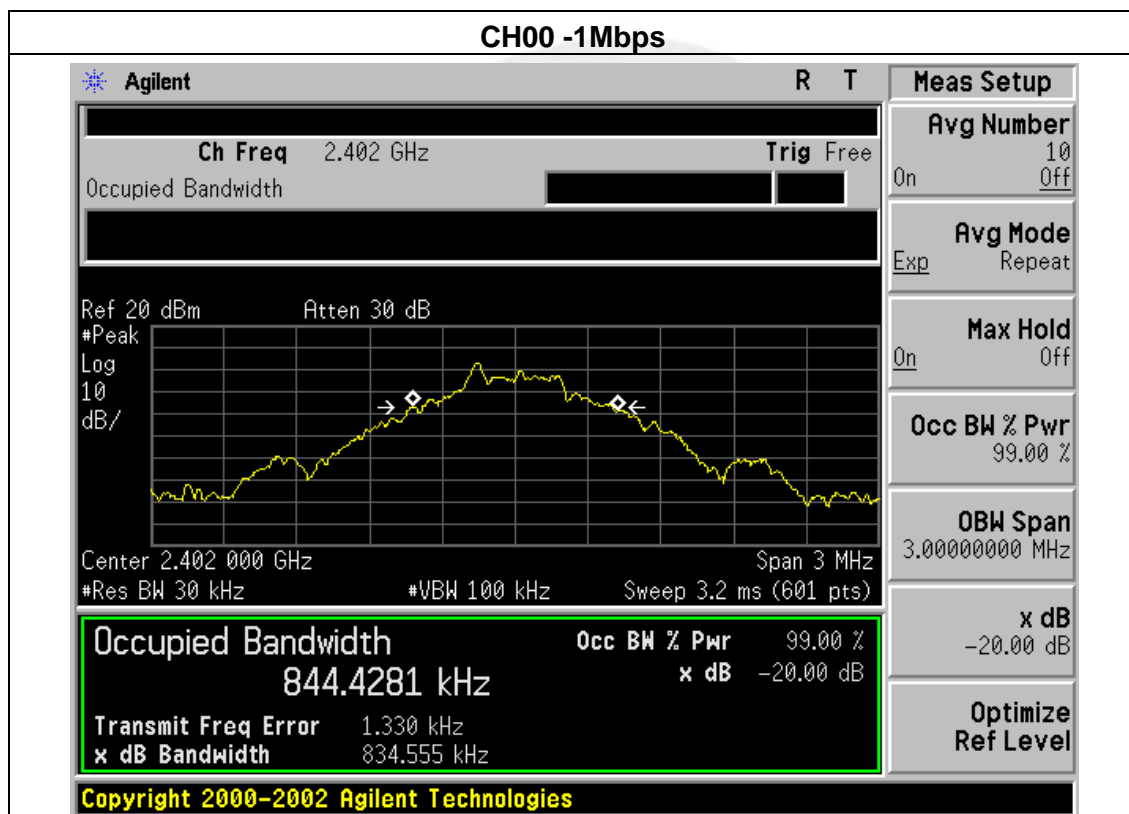 CH00 -1Mbps
Agilent R T
Meas Setup
Ch Freq 2.402 GHz Trig Free
Occupied Bandwidth
Avg Number
10
On Off
Avg Mode
Exp Repeat
Max Hold
On Off
Occ BW % Pwr
99.00 %
OBW Span
3.00000000 MHz
x dB
-20.00 dB
Optimize
Ref Level
Ref 20 dBm Atten 30 dB
#Peak
Log
10
dB/
Center 2.402 000 GHz Span 3 MHz
#Res BW 30 kHz #VBW 100 kHz Sweep 3.2 ms (601 pts)
Occupied Bandwidth Occ BW % Pwr 99.00 %
844.4281 kHz x dB -20.00 dB
Transmit Freq Error 1.330 kHz
x dB Bandwidth 834.555 kHz
Copyright 2000-2002 Agilent Technologies